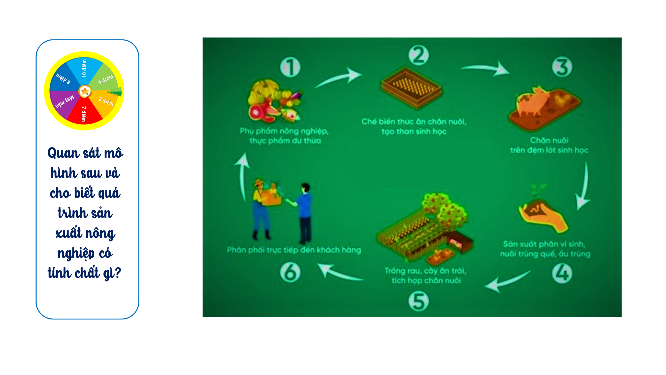 Quan sát mô
hình sau và
cho biết quá
trình sản
xuất nông
nghiệp có
tính chất gì?
1
Phụ phẩm nông nghiệp,
thực phẩm dư thừa
2
Chế biến thức ăn chăn nuôi,
tạo than sinh học
3
Chăn nuôi
trên đệm lót sinh học
Sản xuất phân vi sinh,
nuôi trùng quế, ấu trùng
4
Trồng rau, cây ăn trái,
tích hợp chăn nuôi
5
Phân phối trực tiếp đến khách hàng
6